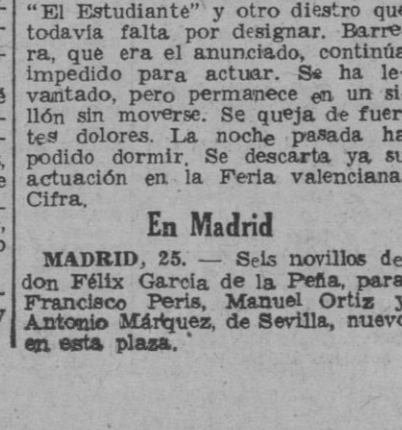 "El Estudiante" y otro diestro que
todavía falta por designar. Barre-
ra, que era el anunciado, continúa
impedido para actuar. Se ha le-
vantado, pero permanece en un si-
llón sin moverse. Se queja de fuer-
tes dolores. La noche pasada ha
podido dormir. Se descarta ya su
actuación en la Feria valenciana.
Cifra.
En Madrid
MADRID, 25. — Seis novillos de
don Félix García de la Peña, para
Francisco Peris, Manuel Ortiz y
Antonio Márquez, de Sevilla, nuevo
en esta plaza.